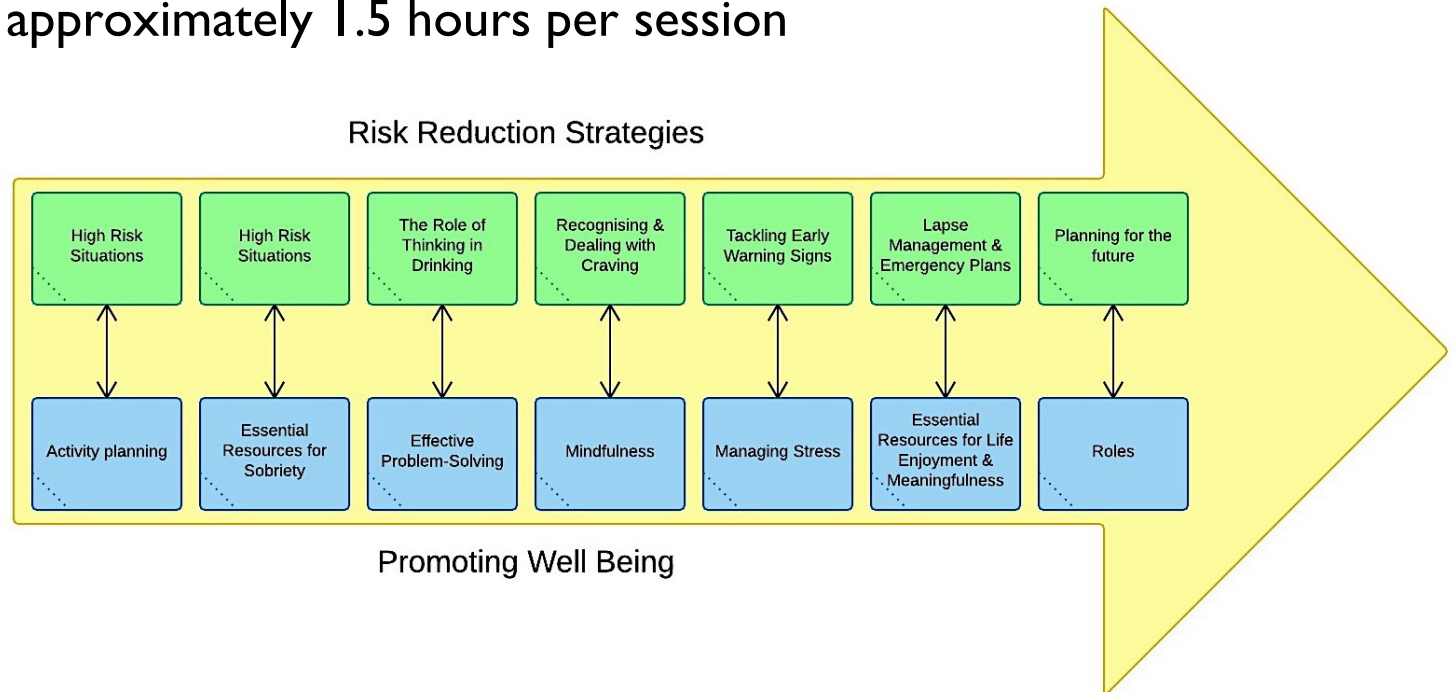 approximately 1.5 hours per session
Risk Reduction Strategies
High Risk
Situations
High Risk
Situations
The Role of
Thinking in
Drinking
Recognising &
Dealing with
Craving
Tackling Early
Warning Signs
Lapse
Management &
Emergency Plans
Planning for the
future
Activity planning
Essential
Resources for
Sobriety
Effective
Problem-Solving
Mindfulness
Managing Stress
Essential
Resources for Life
Enjoyment &
Meaningfulness
Roles
Promoting Well Being